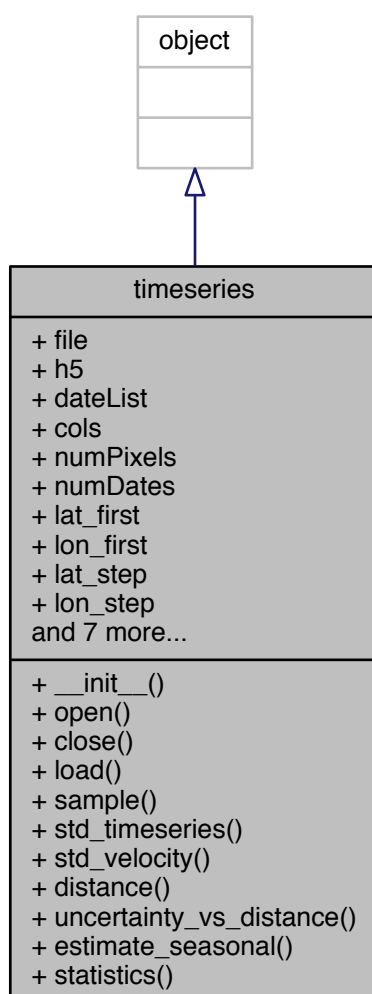 object
timeseries
+ file
+ h5
+ dateList
+ cols
+ numPixels
+ numDates
+ lat_first
+ lon_first
+ lat_step
+ lon_step
and 7 more...
+ __init__()
+ open()
+ close()
+ load()
+ sample()
+ std_timeseries()
+ std_velocity()
+ distance()
+ uncertainty_vs_distance()
+ estimate_seasonal()
+ statistics()